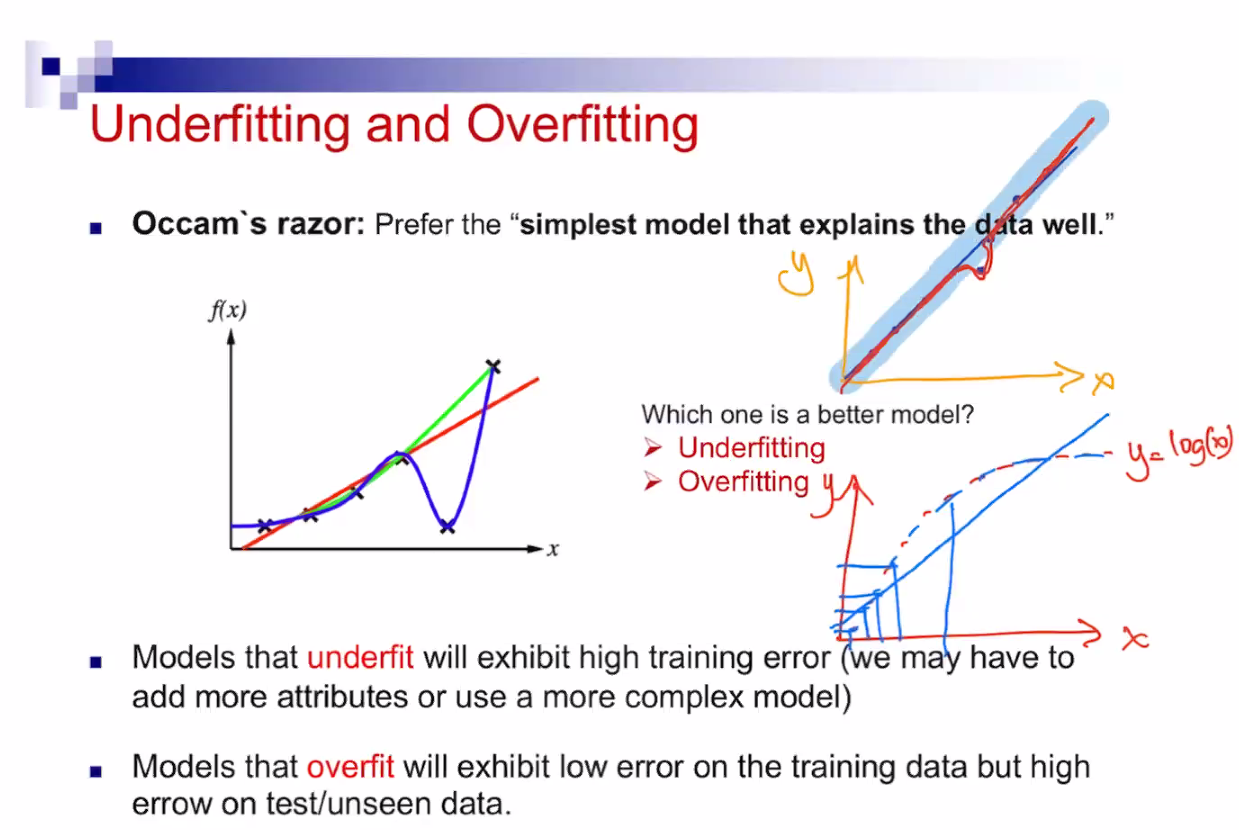 Underfitting and Overfitting
Occam`s razor: Prefer the “simplest model that explains the data well.”
y
f(x)
x
Which one is a better model?
Underfitting
Overfitting
y
y=log(x)
x
x
Models that underfit will exhibit high training error (we may have to
add more attributes or use a more complex model)
Models that overfit will exhibit low error on the training data but high
errow on test/unseen data.